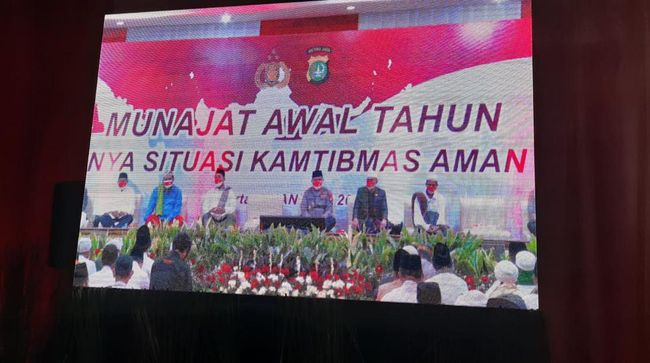 MUNAJAT AWAL TAHUN
NYA SITUASI KAMTIBMAS AMAN